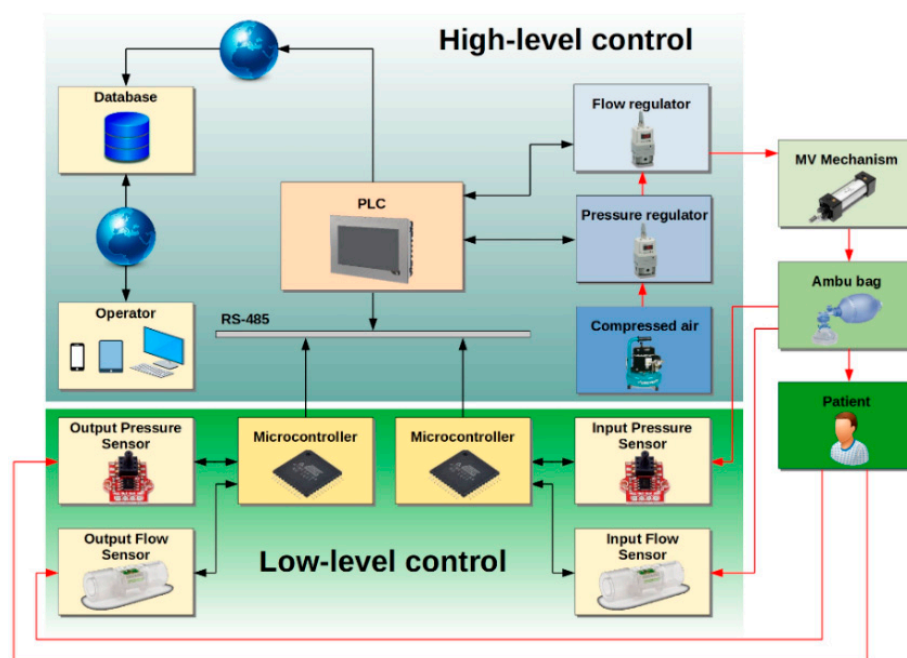 High-level control
Database
Flow regulator
MV Mechanism
PLC
Pressure regulator
Operator
RS-485
Compressed air
Ambu bag
Patient
Output Pressure
Sensor
Microcontroller
Microcontroller
Input Pressure
Sensor
Output Flow
Sensor
Low-level control
Input Flow
Sensor